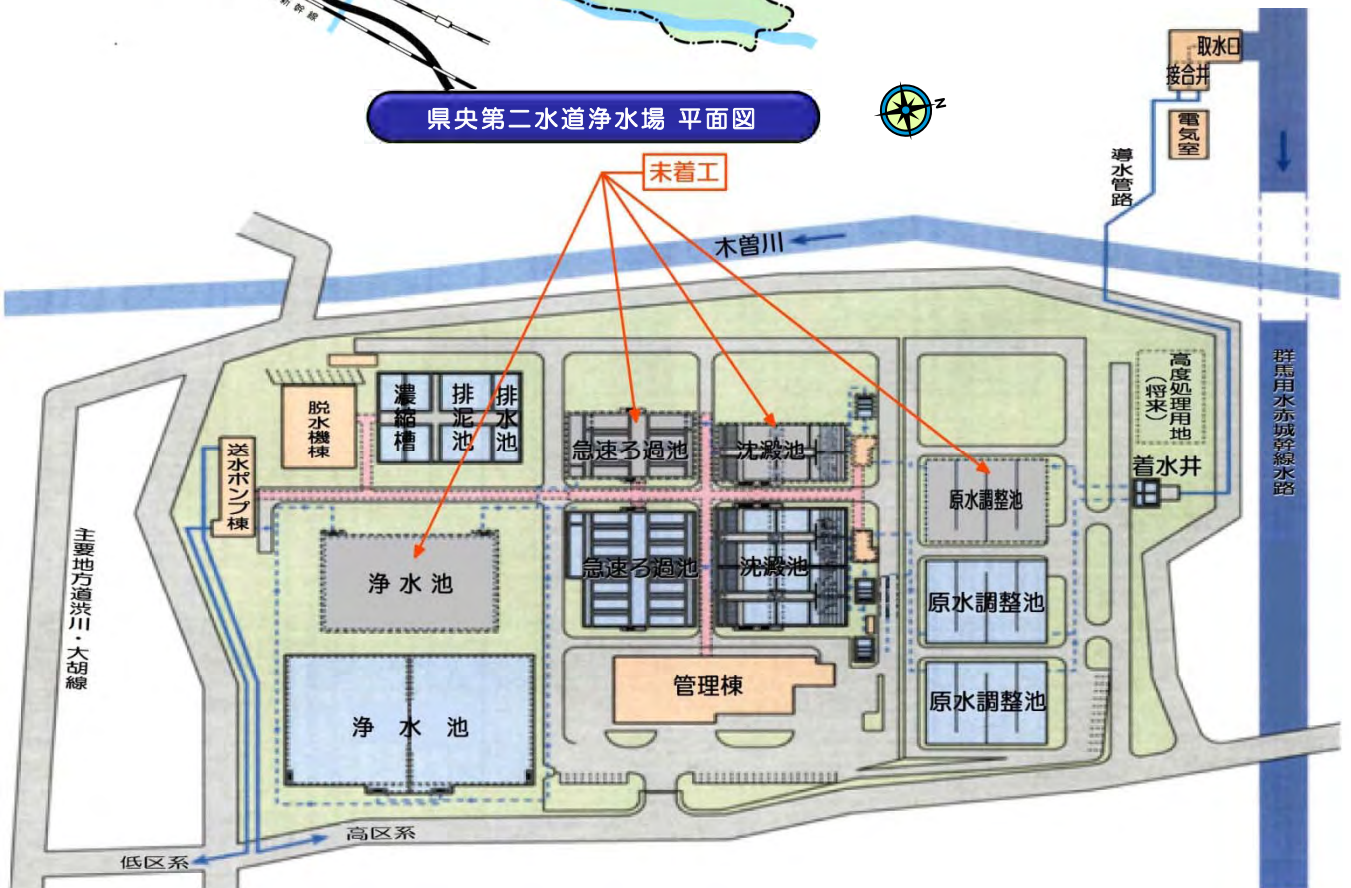 新幹線
県央第二水道浄水場 平面図
Z
取水口
接合井
電気室
導水管路
未着工
木曽川
高度処理用地
（将来）
群馬用水赤城幹線水路
着水井
脱水機棟
濃縮槽
排泥池
排水池
急速ろ過池
沈澱池
原水調整池
送水ポンプ棟
主要地方道渋川・大胡線
浄水池
急速ろ過池
沈澱池
原水調整池
管理棟
原水調整池
浄水池
高区系
低区系